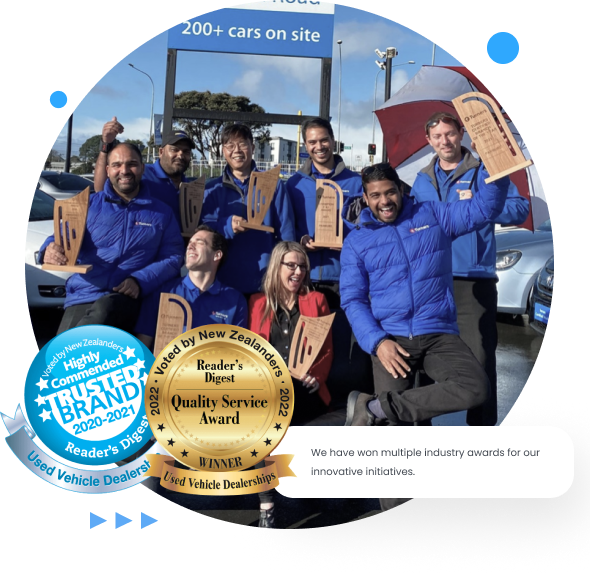 Road
200+ cars on site
Turners
Voted by New Zealanders
Highly
Commended
TRUSTED
BRAND
2020-2021
Reader's Digest
Used Vehicle Dealers
2022 • Voted by New Zealanders • 2022
Reader's
Digest
Quality Service
Award
WINNER
Used Vehicle Dealerships
We have won multiple industry awards for our
innovative initiatives.